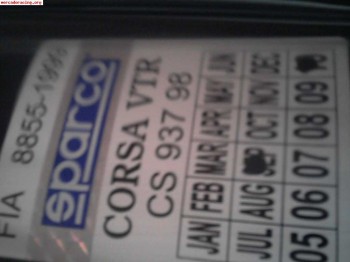 mercadoracing.org
FIA 8855-1999
sparco
CORSA VTR
CS 937 98
JAN FEB MAR APR MAY JUN
JUL AUG SEP OCT NOV DEC
05 06 07 08 09